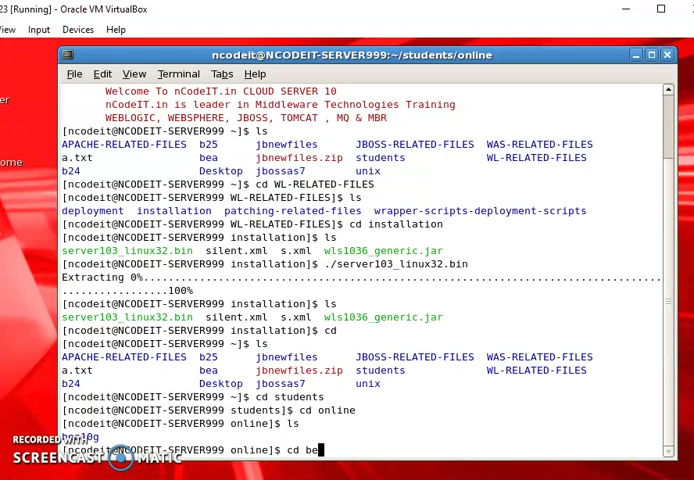 23 [Running] - Oracle VM VirtualBox
View Input Devices Help
ncodeit@NCODEIT-SERVER999:~/students/online
File Edit View Terminal Tabs Help
Welcome To nCodeIT.in CLOUD SERVER 10
nCodeIT.in is leader in Middleware Technologies Training
WEBLOGIC, WEBSPHERE, JBOSS, TOMCAT , MQ & MBR
[ncodeit@NCODEIT-SERVER999 ~]$ ls
APACHE-RELATED-FILES b25 jbnewfiles JBOSS-RELATED-FILES WAS-RELATED-FILES
a.txt bea jbnewfiles.zip students WL-RELATED-FILES
b24 Desktop jbossas7 unix
[ncodeit@NCODEIT-SERVER999 ~]$ cd WL-RELATED-FILES
[ncodeit@NCODEIT-SERVER999 WL-RELATED-FILES]$ ls
deployment installation patching-related-files wrapper-scripts-deployment-scripts
[ncodeit@NCODEIT-SERVER999 WL-RELATED-FILES]$ cd installation
[ncodeit@NCODEIT-SERVER999 installation]$ ls
server103_linux32.bin silent.xml s.xml wls1036_generic.jar
[ncodeit@NCODEIT-SERVER999 installation]$ ./server103_linux32.bin
Extracting 0%....................................................................................
.................100%
[ncodeit@NCODEIT-SERVER999 installation]$ ls
server103_linux32.bin silent.xml s.xml wls1036_generic.jar
[ncodeit@NCODEIT-SERVER999 installation]$ cd
[ncodeit@NCODEIT-SERVER999 ~]$ ls
APACHE-RELATED-FILES b25 jbnewfiles JBOSS-RELATED-FILES WAS-RELATED-FILES
a.txt bea jbnewfiles.zip students WL-RELATED-FILES
b24 Desktop jbossas7 unix
[ncodeit@NCODEIT-SERVER999 ~]$ cd students
[ncodeit@NCODEIT-SERVER999 students]$ cd online
[ncodeit@NCODEIT-SERVER999 online]$ ls
[ncodeit@NCODEIT-SERVER999 online]$ cd be
RECORDED WITH
SCREENCAST MATIC